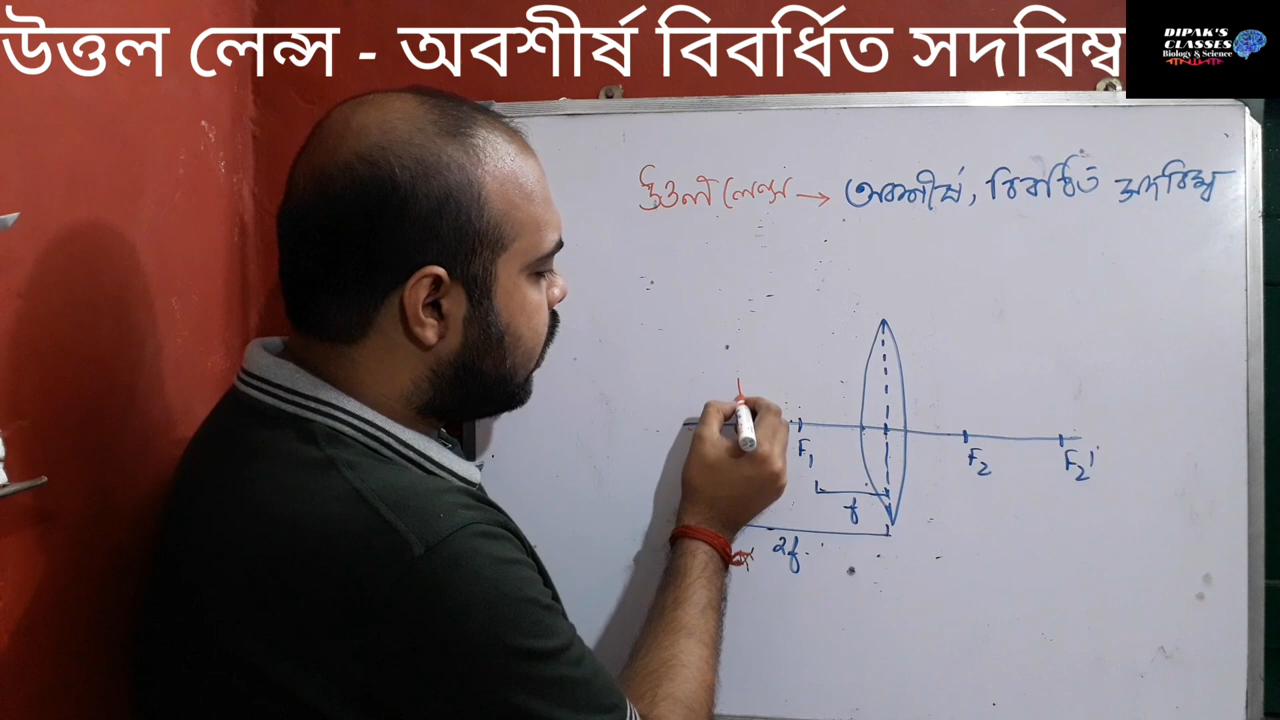 উত্তল লেন্স - অবশীর্ষ বিবর্ধিত সদবিম্ব
DIPAK'S
CLASSES
Biology & Science
উত্তল লেন্স → অবশীর্ষ, বিবর্ধিত সদবিম্ব
F₁
F₂
F₂'
f
2f